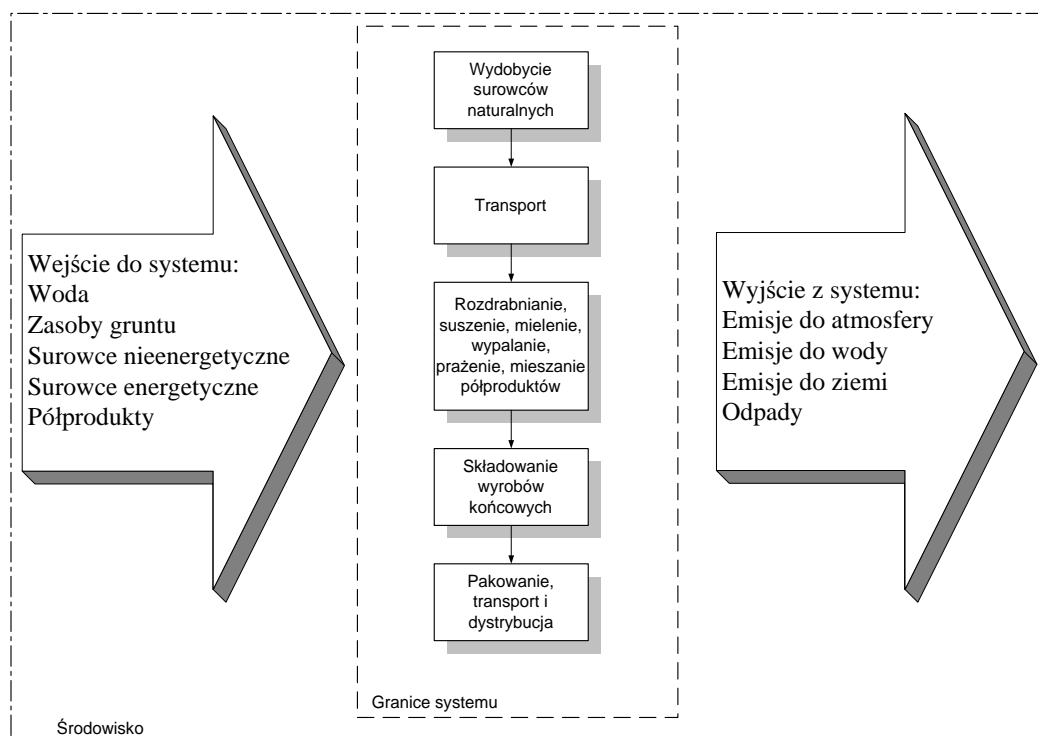 Wejście do systemu:
Woda
Zasoby gruntu
Surowce nieenergetyczne
Surowce energetyczne
Półprodukty
Wydobycie
surowców
naturalnych
Transport
Rozdrabnianie,
suszenie, mielenie,
wypalanie,
prażenie, mieszanie
półproduktów
Składowanie
wyrobów
końcowych
Pakowanie,
transport i
dystrybucja
Granice systemu
Wyjście z systemu:
Emisje do atmosfery
Emisje do wody
Emisje do ziemi
Odpady
Środowisko